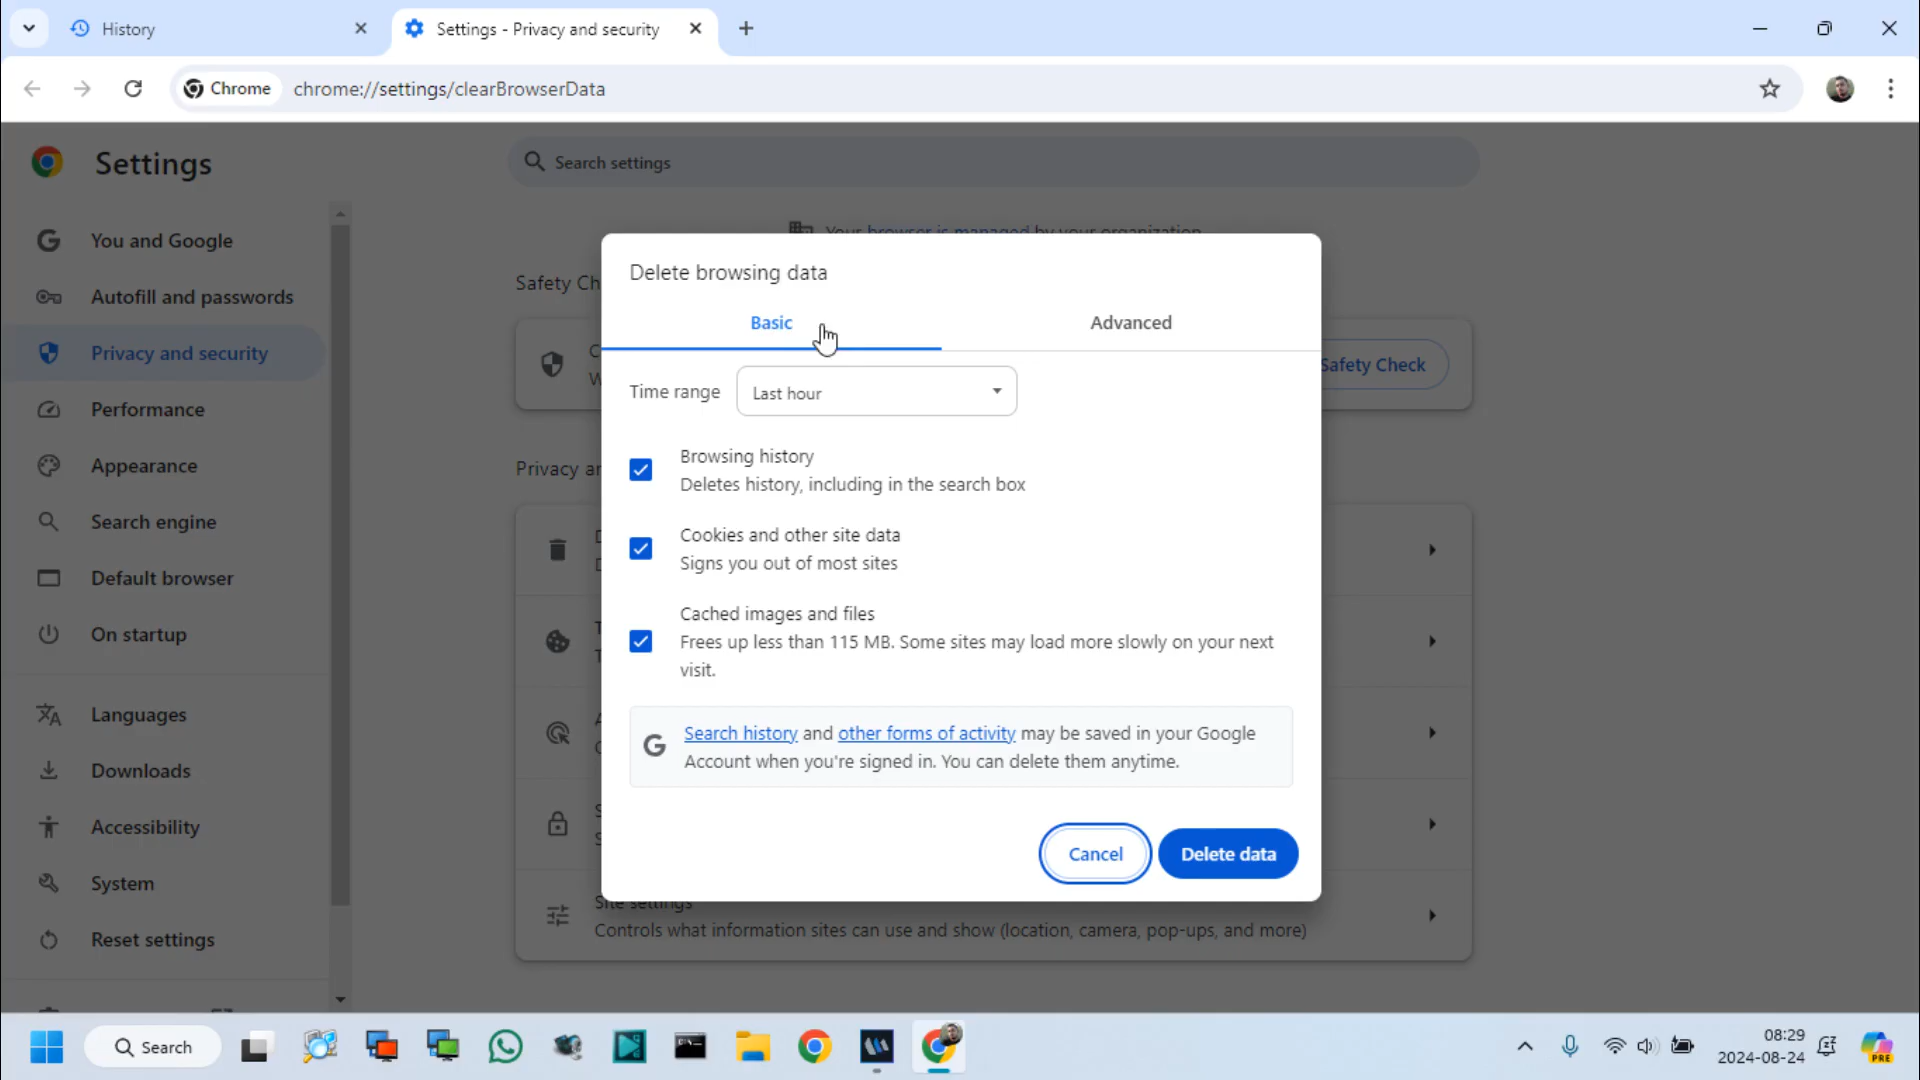 History
Settings - Privacy and security
Chrome
chrome://settings/clearBrowserData
Settings
Search settings
You and Google
Autofill and passwords
Privacy and security
Performance
Appearance
Search engine
Default browser
On startup
Languages
Downloads
Accessibility
System
Reset settings
Your browser is managed by your organization
Safety Ch
Safety Check
Privacy an
Delete browsing data
Basic
Advanced
Time range
Last hour
Browsing history
Deletes history, including in the search box
Cookies and other site data
Signs you out of most sites
Cached images and files
Frees up less than 115 MB. Some sites may load more slowly on your next
visit.
Search history and other forms of activity may be saved in your Google
Account when you're signed in. You can delete them anytime.
Cancel
Delete data
Site settings
Controls what information sites can use and show (location, camera, pop-ups, and more)
Search
08:29
2024-08-24
PRE